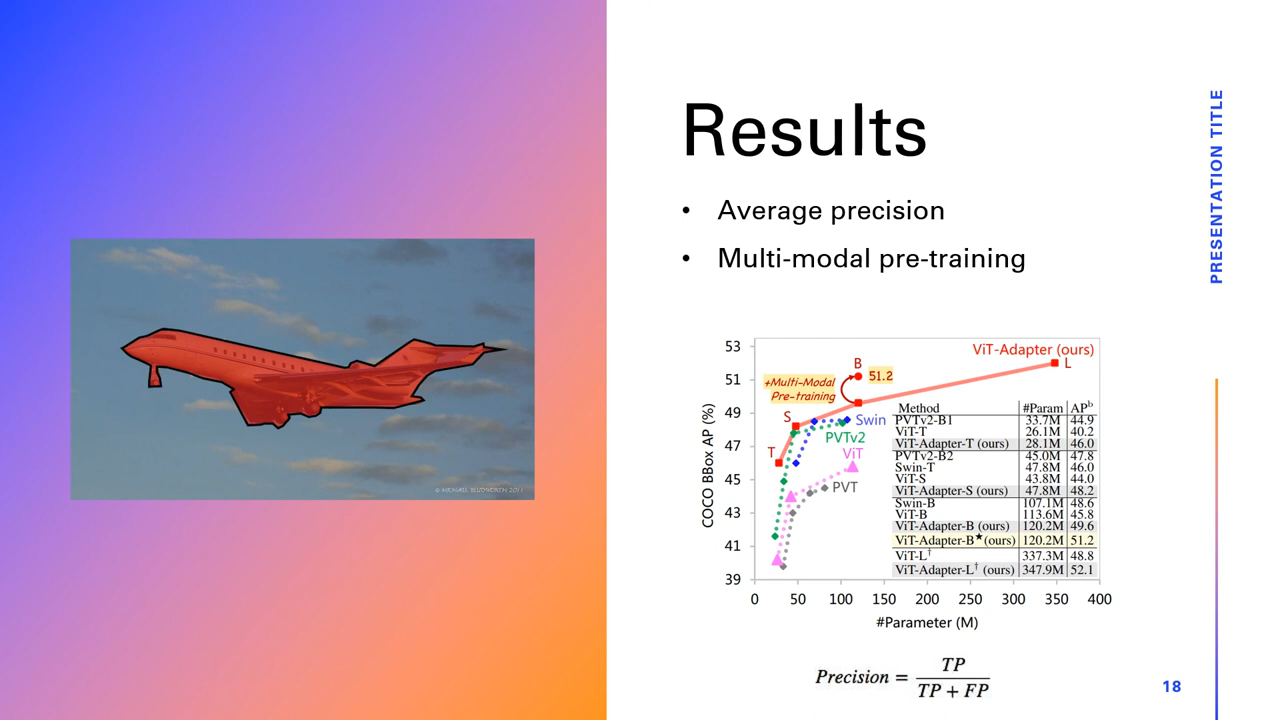 Results
• Average precision
• Multi-modal pre-training
PRESENTATION TITLE
© MICHAEL BLUDWORTH 2011
COCO BBox AP (%)
53
51
49
47
45
43
41
39
0 50 100 150 200 250 300 350 400
#Parameter (M)
ViT-Adapter (ours)
L
B
51.2
+Multi-Modal
Pre-training
S
T
Swin
PVTv2
ViT
PVT
Method #Param APᵇ
PVTv2-B1 33.7M 44.9
ViT-T 26.1M 40.2
ViT-Adapter-T (ours) 28.1M 46.0
PVTv2-B2 45.0M 47.8
Swin-T 47.8M 46.0
ViT-S 43.8M 44.0
ViT-Adapter-S (ours) 47.8M 48.2
Swin-B 107.1M 48.6
ViT-B 113.6M 45.8
ViT-Adapter-B (ours) 120.2M 49.6
ViT-Adapter-B★(ours) 120.2M 51.2
ViT-L† 337.3M 48.8
ViT-Adapter-L† (ours) 347.9M 52.1
Precision = TP / TP + FP
18